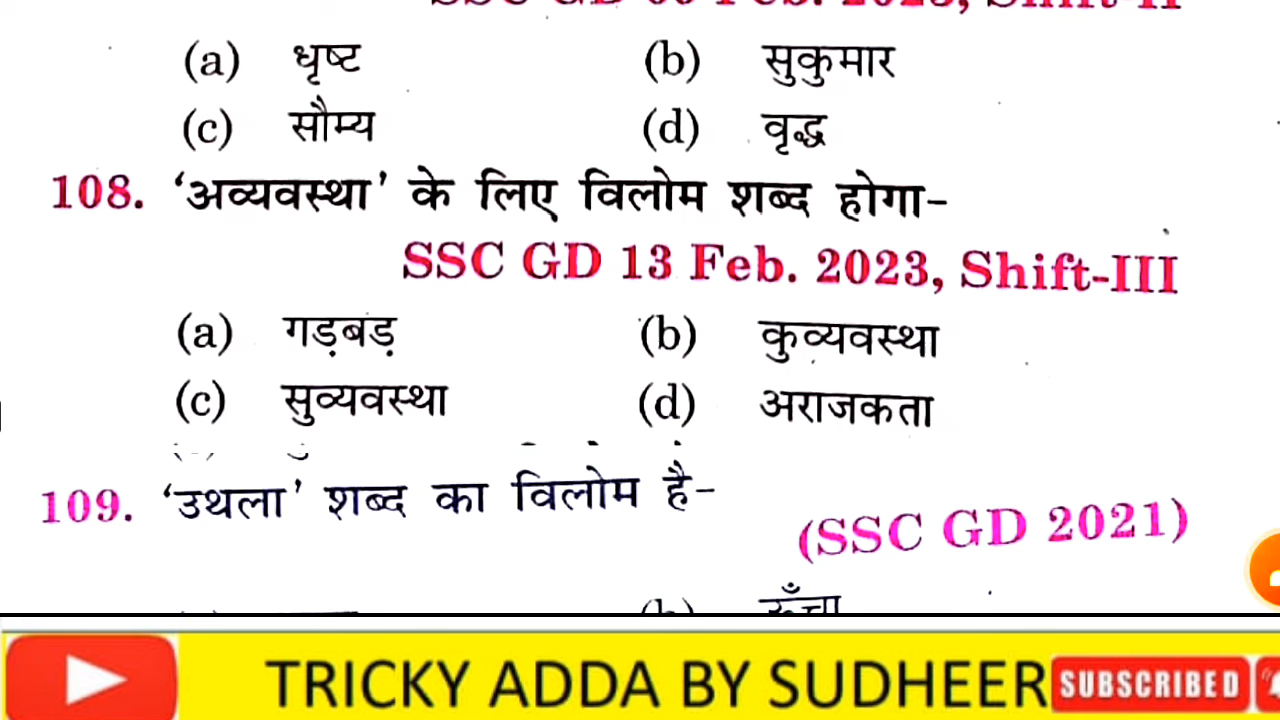 (a) धृष्ट (b) सुकुमार
(c) सौम्य (d) वृद्ध
108. ‘अव्यवस्था’ के लिए विलोम शब्द होगा-
SSC GD 13 Feb. 2023, Shift-III
(a) गड़बड़ (b) कुव्यवस्था
(c) सुव्यवस्था (d) अराजकता
109. ‘उथला’ शब्द का विलोम है-
(SSC GD 2021)
(b) ऊँचा
TRICKY ADDA BY SUDHEER SUBSCRIBED